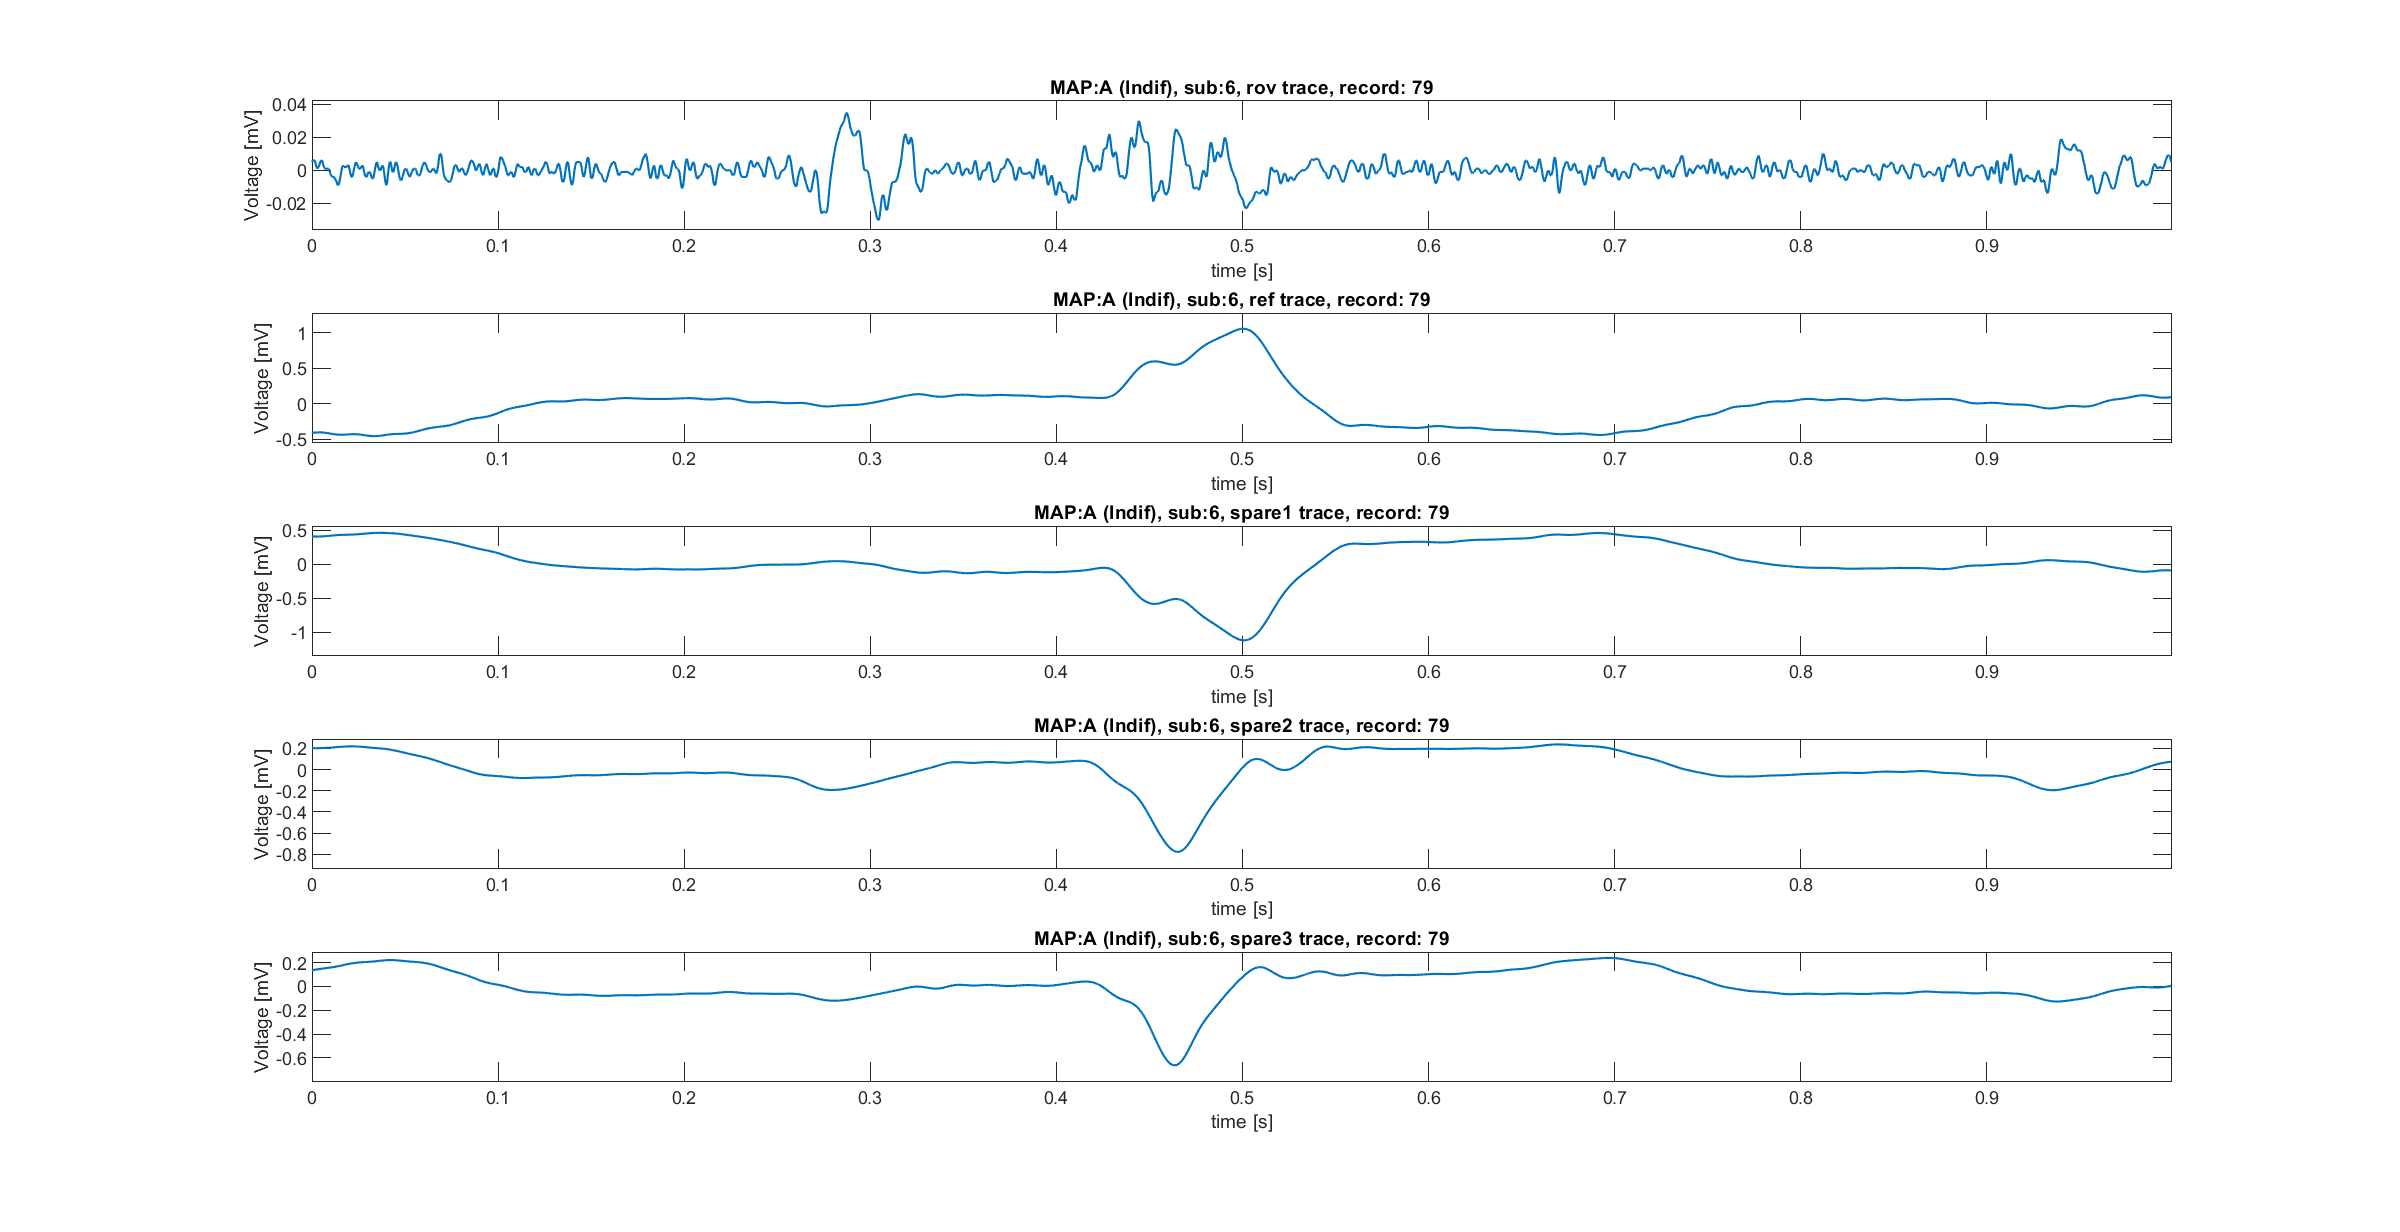 MAP:A (Indif), sub:6, rov trace, record: 79
Voltage [mV]
0.04
0.02
0
-0.02
0 0.1 0.2 0.3 0.4 0.5 0.6 0.7 0.8 0.9
time [s]
MAP:A (Indif), sub:6, ref trace, record: 79
Voltage [mV]
1
0.5
0
-0.5
0 0.1 0.2 0.3 0.4 0.5 0.6 0.7 0.8 0.9
time [s]
MAP:A (Indif), sub:6, spare1 trace, record: 79
Voltage [mV]
0.5
0
-0.5
-1
0 0.1 0.2 0.3 0.4 0.5 0.6 0.7 0.8 0.9
time [s]
MAP:A (Indif), sub:6, spare2 trace, record: 79
Voltage [mV]
0.2
0
-0.2
-0.4
-0.6
-0.8
0 0.1 0.2 0.3 0.4 0.5 0.6 0.7 0.8 0.9
time [s]
MAP:A (Indif), sub:6, spare3 trace, record: 79
Voltage [mV]
0.2
0
-0.2
-0.4
-0.6
0 0.1 0.2 0.3 0.4 0.5 0.6 0.7 0.8 0.9
time [s]